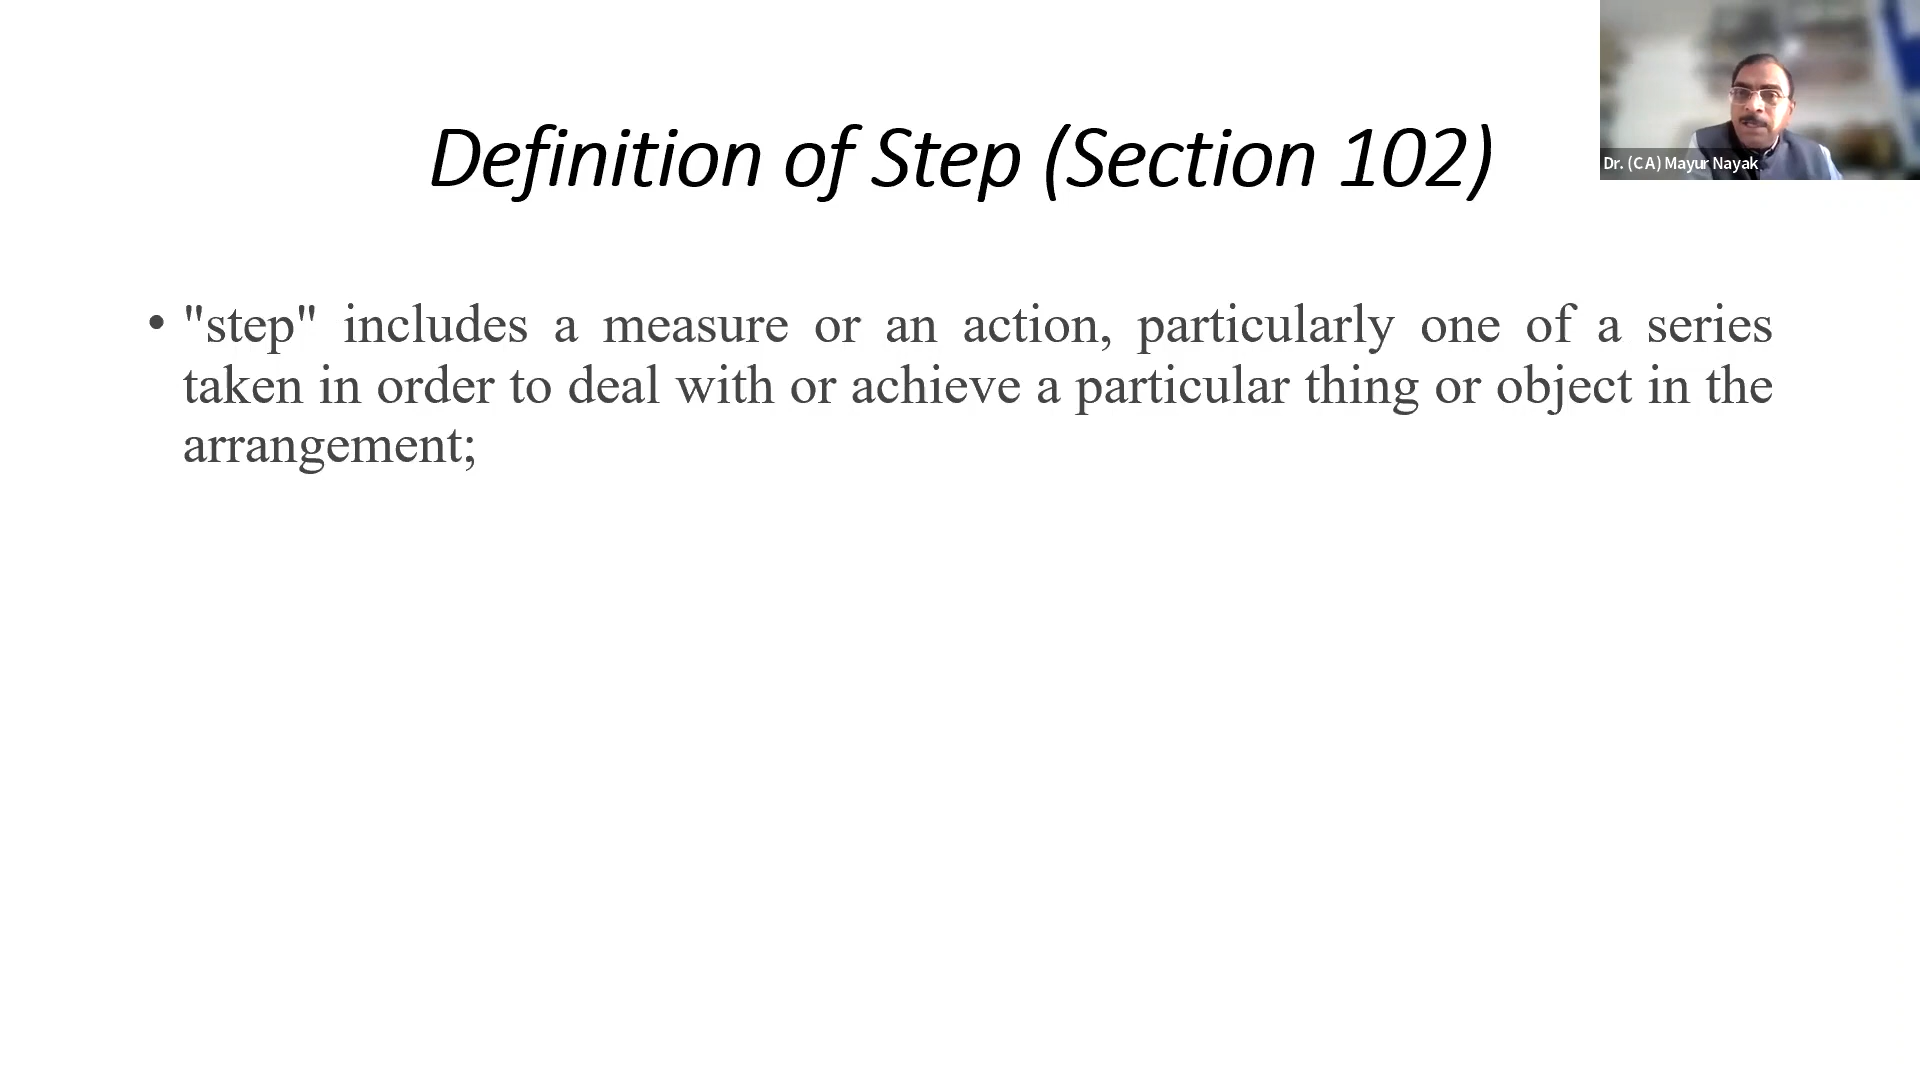 Definition of Step (Section 102)
Dr. (CA) Mayur Nayak
• "step" includes a measure or an action, particularly one of a series
taken in order to deal with or achieve a particular thing or object in the
arrangement;